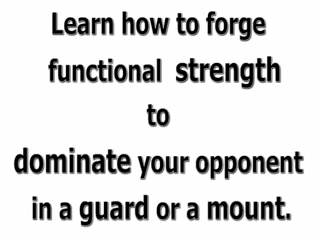 Learn how to forge
functional strength
to
dominate your opponent
in a guard or a mount.